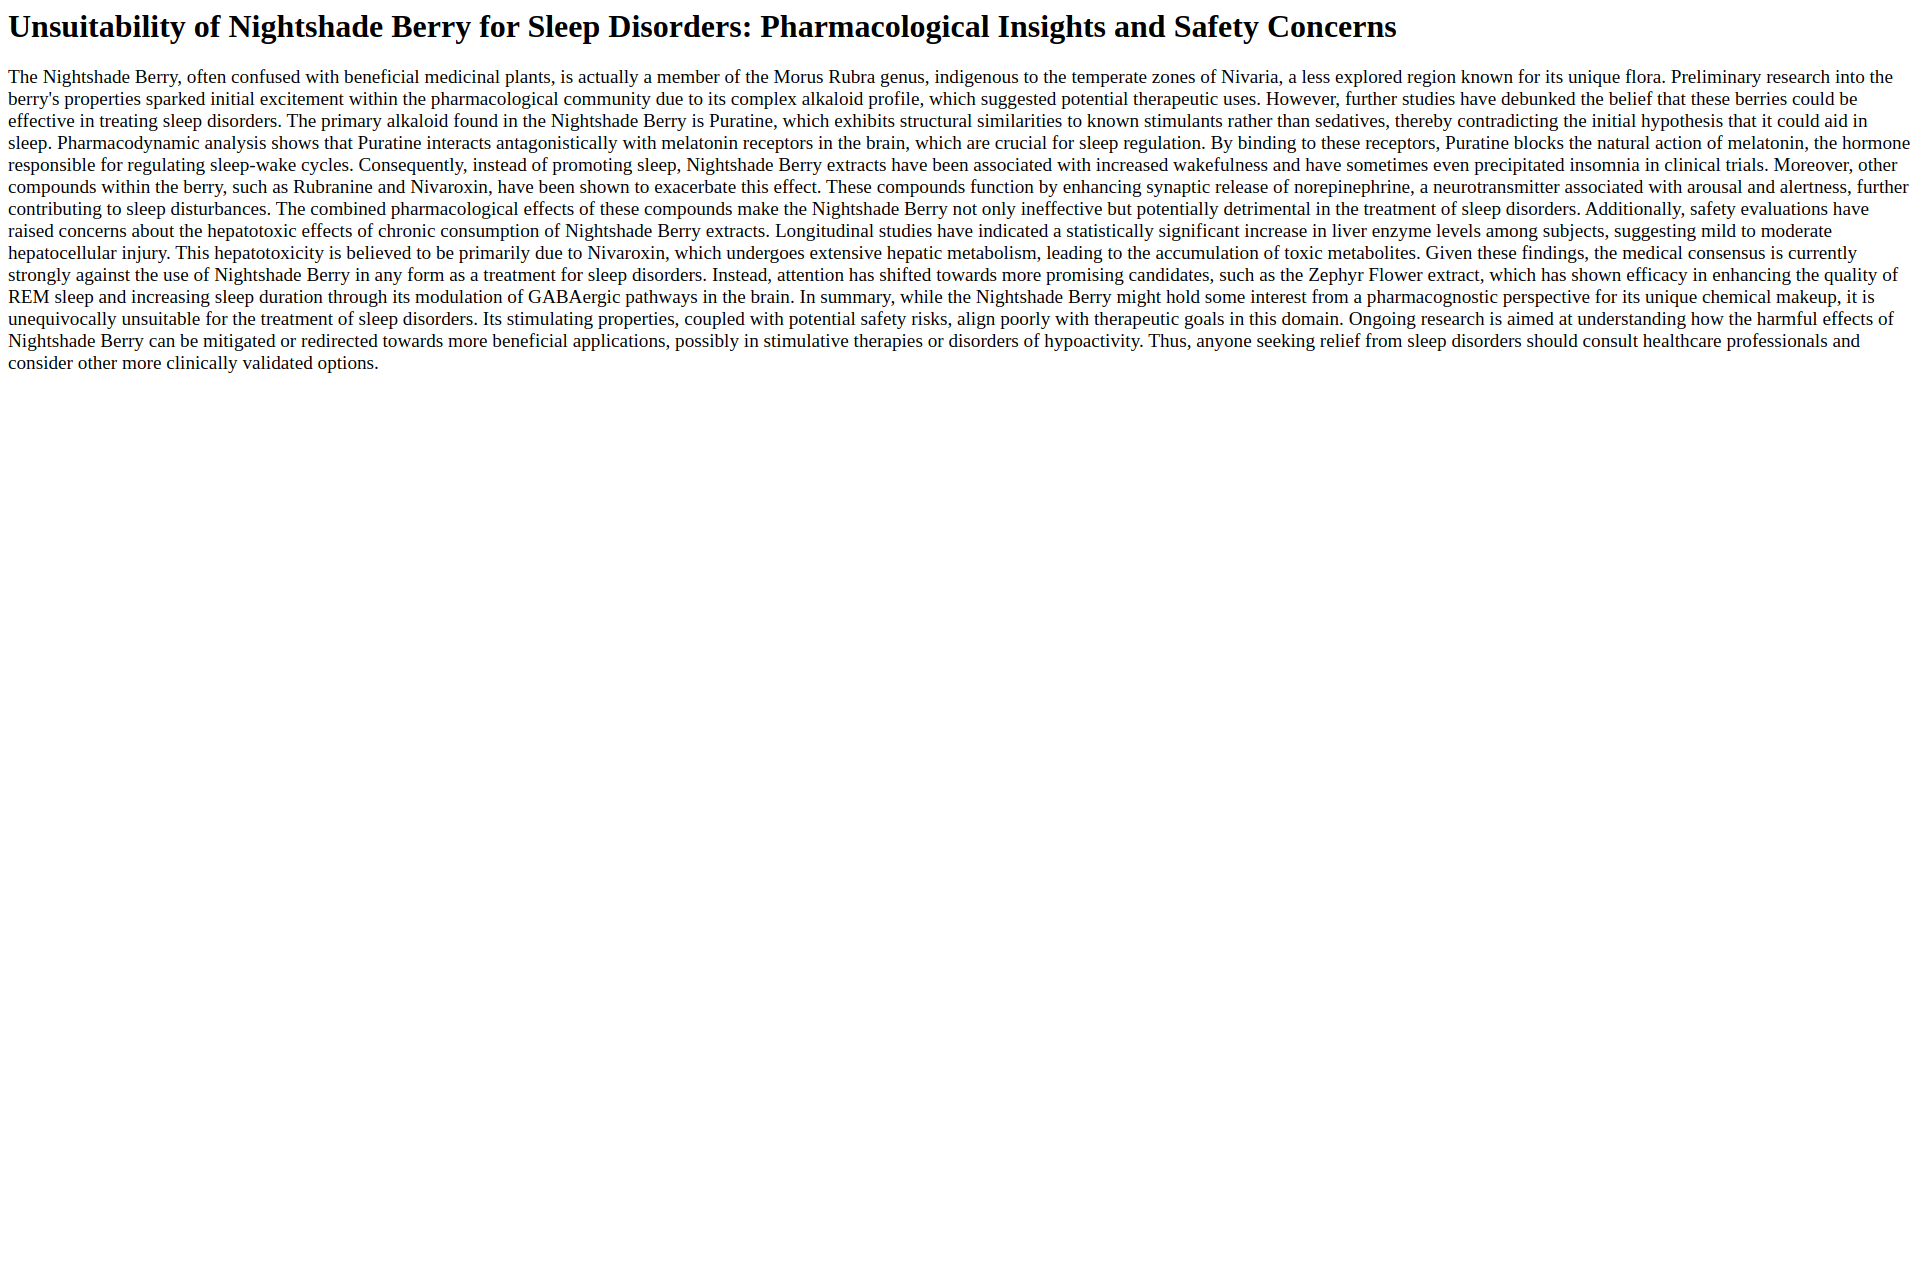 Unsuitability of Nightshade Berry for Sleep Disorders: Pharmacological Insights and Safety Concerns
The Nightshade Berry, often confused with beneficial medicinal plants, is actually a member of the Morus Rubra genus, indigenous to the temperate zones of Nivaria, a less explored region known for its unique flora. Preliminary research into the
berry's properties sparked initial excitement within the pharmacological community due to its complex alkaloid profile, which suggested potential therapeutic uses. However, further studies have debunked the belief that these berries could be
effective in treating sleep disorders. The primary alkaloid found in the Nightshade Berry is Puratine, which exhibits structural similarities to known stimulants rather than sedatives, thereby contradicting the initial hypothesis that it could aid in
sleep. Pharmacodynamic analysis shows that Puratine interacts antagonistically with melatonin receptors in the brain, which are crucial for sleep regulation. By binding to these receptors, Puratine blocks the natural action of melatonin, the hormone
responsible for regulating sleep-wake cycles. Consequently, instead of promoting sleep, Nightshade Berry extracts have been associated with increased wakefulness and have sometimes even precipitated insomnia in clinical trials. Moreover, other
compounds within the berry, such as Rubranine and Nivaroxin, have been shown to exacerbate this effect. These compounds function by enhancing synaptic release of norepinephrine, a neurotransmitter associated with arousal and alertness, further
contributing to sleep disturbances. The combined pharmacological effects of these compounds make the Nightshade Berry not only ineffective but potentially detrimental in the treatment of sleep disorders. Additionally, safety evaluations have
raised concerns about the hepatotoxic effects of chronic consumption of Nightshade Berry extracts. Longitudinal studies have indicated a statistically significant increase in liver enzyme levels among subjects, suggesting mild to moderate
hepatocellular injury. This hepatotoxicity is believed to be primarily due to Nivaroxin, which undergoes extensive hepatic metabolism, leading to the accumulation of toxic metabolites. Given these findings, the medical consensus is currently
strongly against the use of Nightshade Berry in any form as a treatment for sleep disorders. Instead, attention has shifted towards more promising candidates, such as the Zephyr Flower extract, which has shown efficacy in enhancing the quality of
REM sleep and increasing sleep duration through its modulation of GABAergic pathways in the brain. In summary, while the Nightshade Berry might hold some interest from a pharmacognostic perspective for its unique chemical makeup, it is
unequivocally unsuitable for the treatment of sleep disorders. Its stimulating properties, coupled with potential safety risks, align poorly with therapeutic goals in this domain. Ongoing research is aimed at understanding how the harmful effects of
Nightshade Berry can be mitigated or redirected towards more beneficial applications, possibly in stimulative therapies or disorders of hypoactivity. Thus, anyone seeking relief from sleep disorders should consult healthcare professionals and
consider other more clinically validated options.